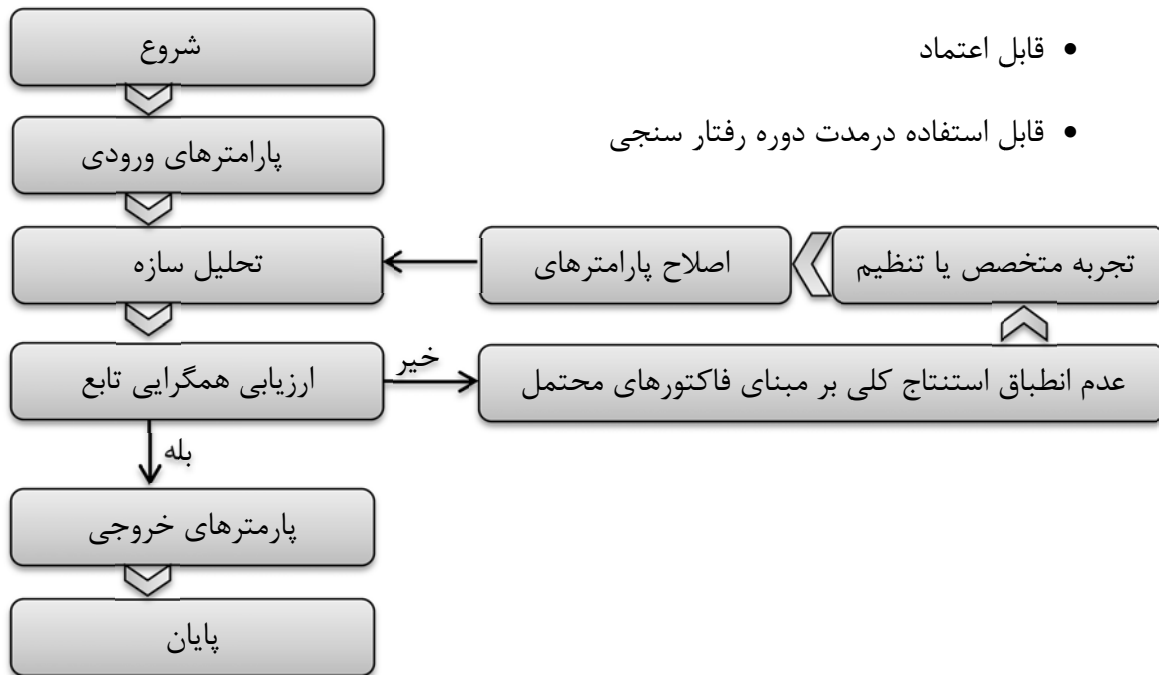 شروع
قابل اعتماد
قابل استفاده درمدت دوره رفتار سنجی
پارامترهای ورودی
تحلیل سازه
اصلاح پارامترهای
تجربه متخصص یا تنظیم
ارزیابی همگرایی تابع
خیر
عدم انطباق استنتاج کلی بر مبنای فاکتورهای محتمل
بله
پارمترهای خروجی
پایان